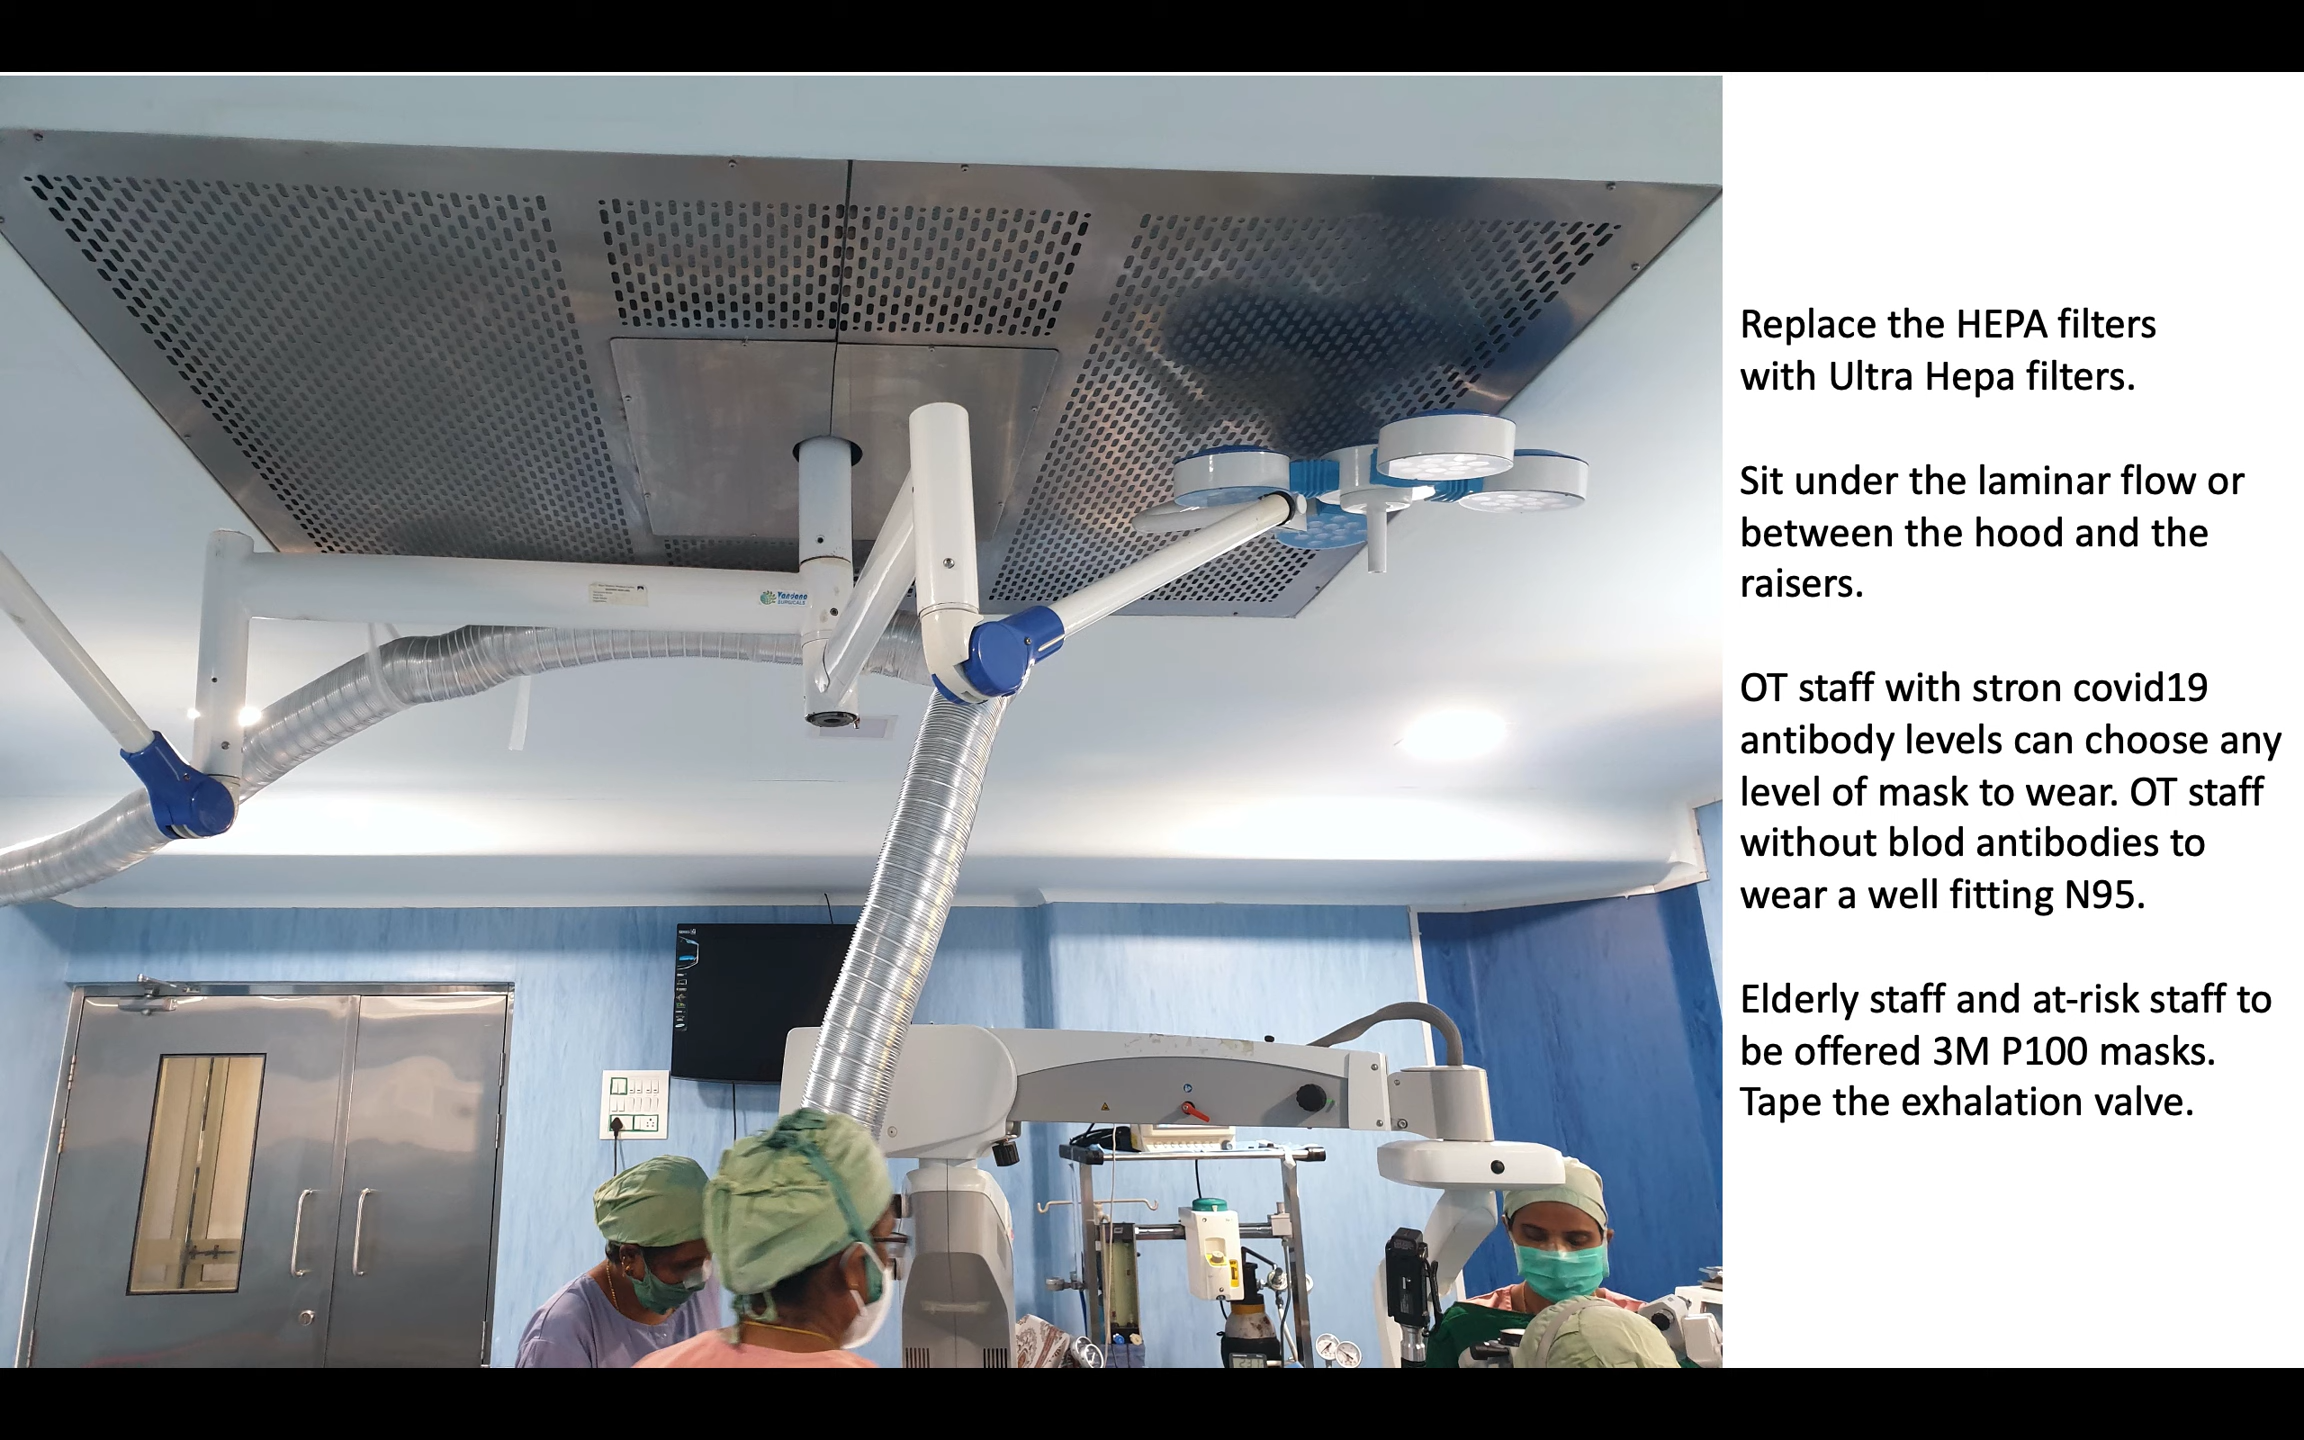 Replace the HEPA filters
with Ultra Hepa filters.
Sit under the laminar flow or
between the hood and the
raisers.
OT staff with stron covid19
antibody levels can choose any
level of mask to wear. OT staff
without blod antibodies to
wear a well fitting N95.
Elderly staff and at-risk staff to
be offered 3M P100 masks.
Tape the exhalation valve.
SURGICALS